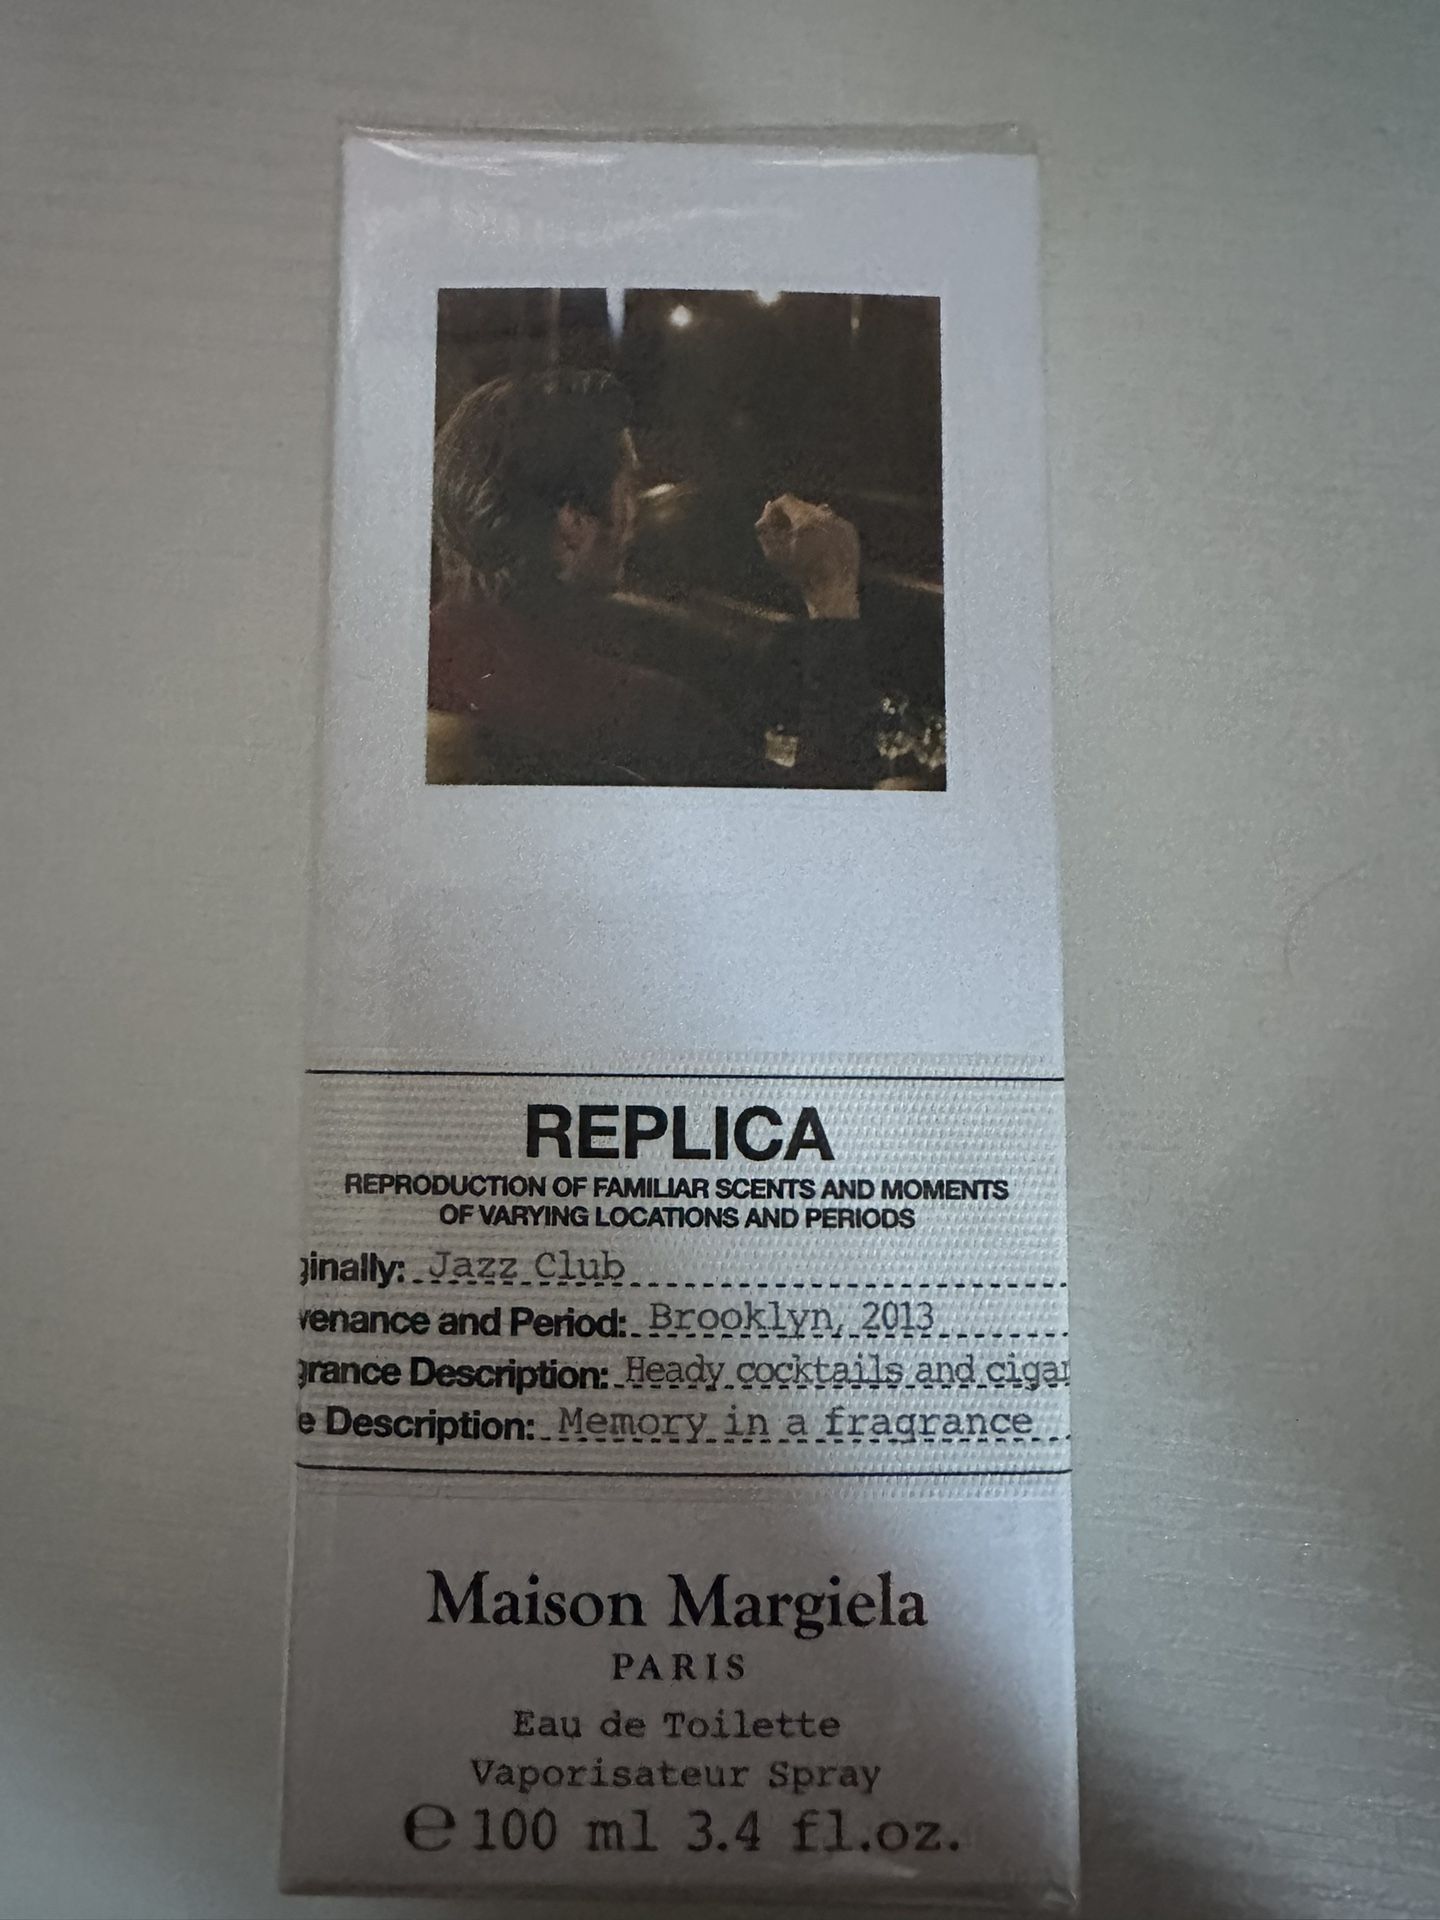 REPLICA
REPRODUCTION OF FAMILIAR SCENTS AND MOMENTS
OF VARYING LOCATIONS AND PERIODS
ginally: Jazz Club
venance and Period: Brooklyn, 2013
grance Description: Heady cocktails and cigar
e Description: Memory in a fragrance
Maison Margiela
PARIS
Eau de Toilette
Vaporisateur Spray
℮ 100 ml 3.4 fl.oz.